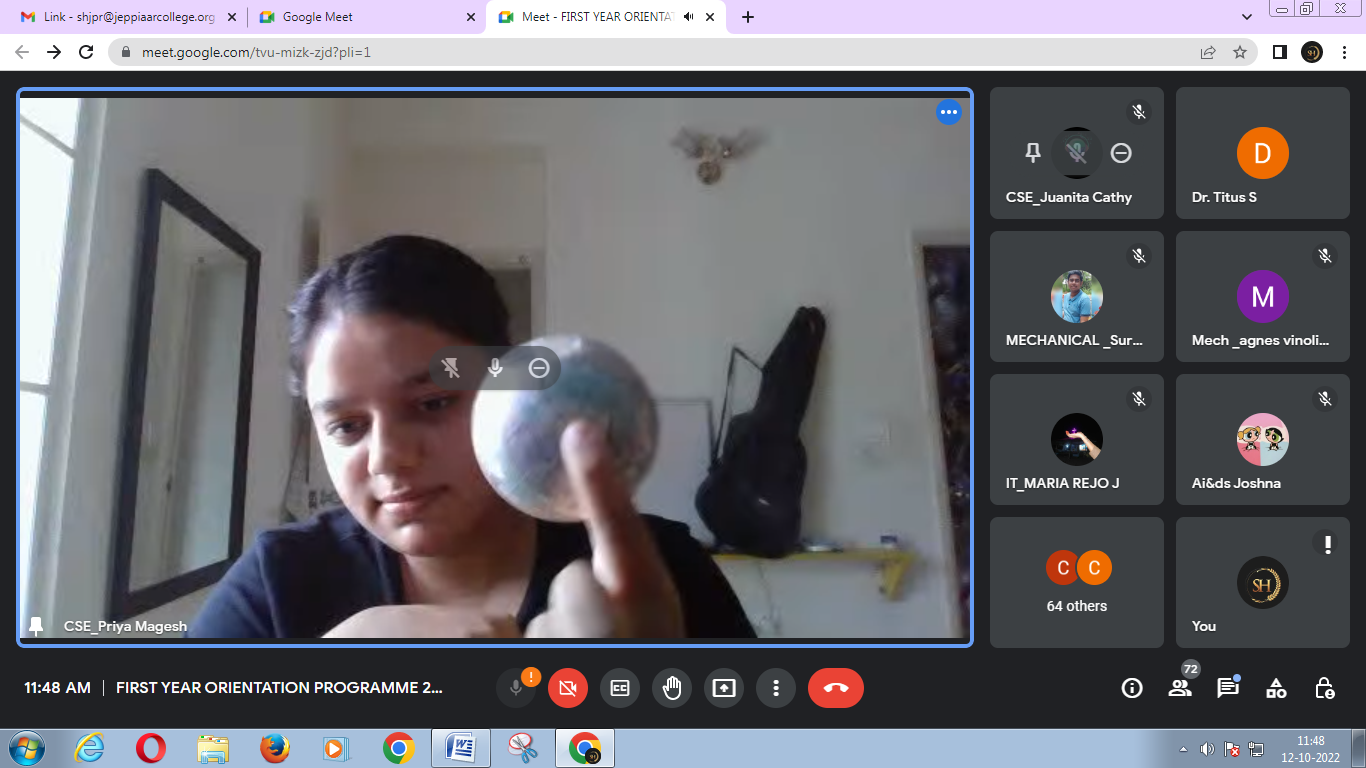 Link - shjpr@jeppiaarcollege.org
Google Meet
Meet - FIRST YEAR ORIENTAT
meet.google.com/tvu-mizk-zjd?pli=1
SH
CSE_Juanita Cathy
D
Dr. Titus S
MECHANICAL _Sur...
M
Mech _agnes vinoli...
IT_MARIA REJO J
Ai&ds Joshna
C C
64 others
SH
You
CSE_Priya Magesh
11:48 AM | FIRST YEAR ORIENTATION PROGRAMME 2...
CC
72
11:48
12-10-2022